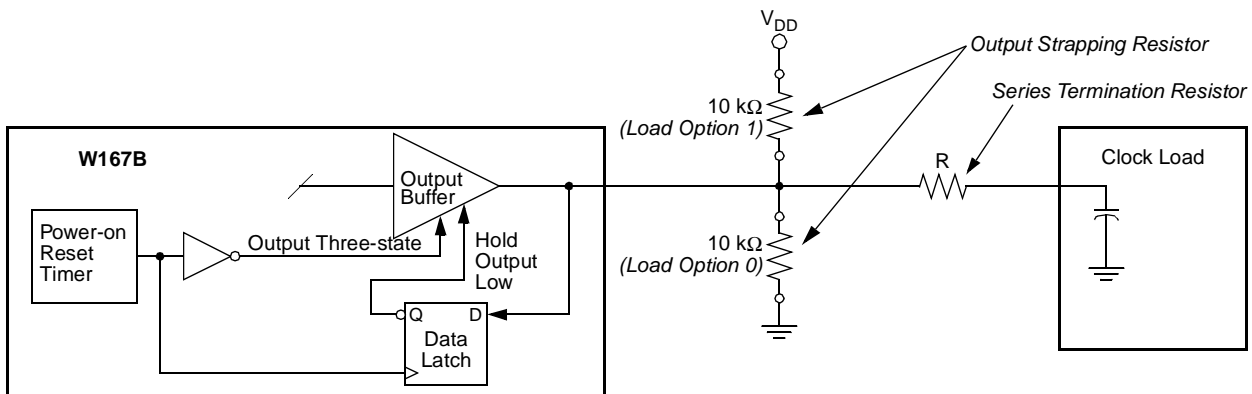 V_DD
Output Strapping Resistor
Series Termination Resistor
10 kΩ
(Load Option 1)
W167B
Output
Buffer
R
Clock Load
Power-on
Reset
Timer
Output Three-state
Hold
Output
Low
10 kΩ
(Load Option 0)
Q
D
Data
Latch